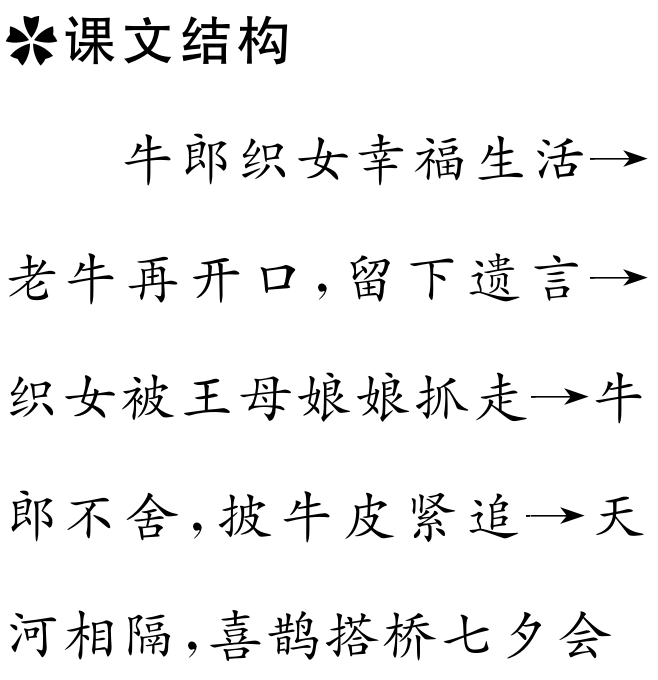 ✽课文结构
牛郎织女幸福生活→
老牛再开口,留下遗言→
织女被王母娘娘抓走→牛
郎不舍,披牛皮紧追→天
河相隔,喜鹊搭桥七夕会